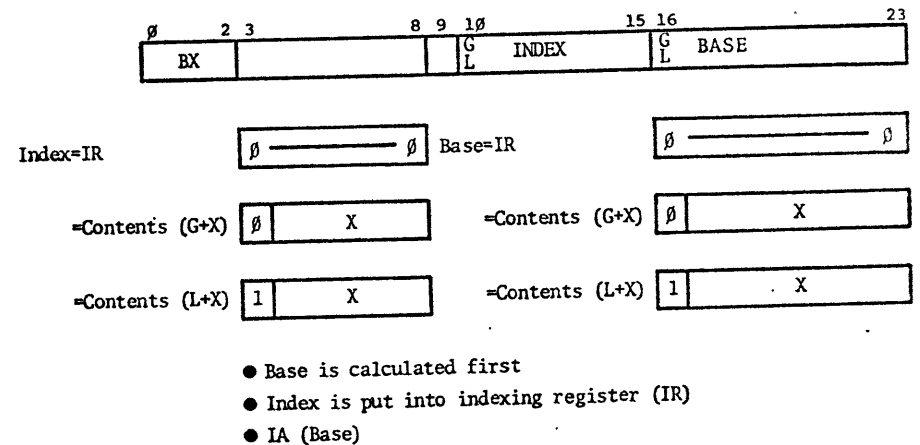 Ø 2 3 8 9 1Ø 15 16 23
BX G L INDEX G L BASE
Index=IR Ø Ø Base=IR Ø Ø
=Contents (G+X) Ø X =Contents (G+X) Ø X
=Contents (L+X) 1 X =Contents (L+X) 1 X
● Base is calculated first
● Index is put into indexing register (IR)
● IA (Base)